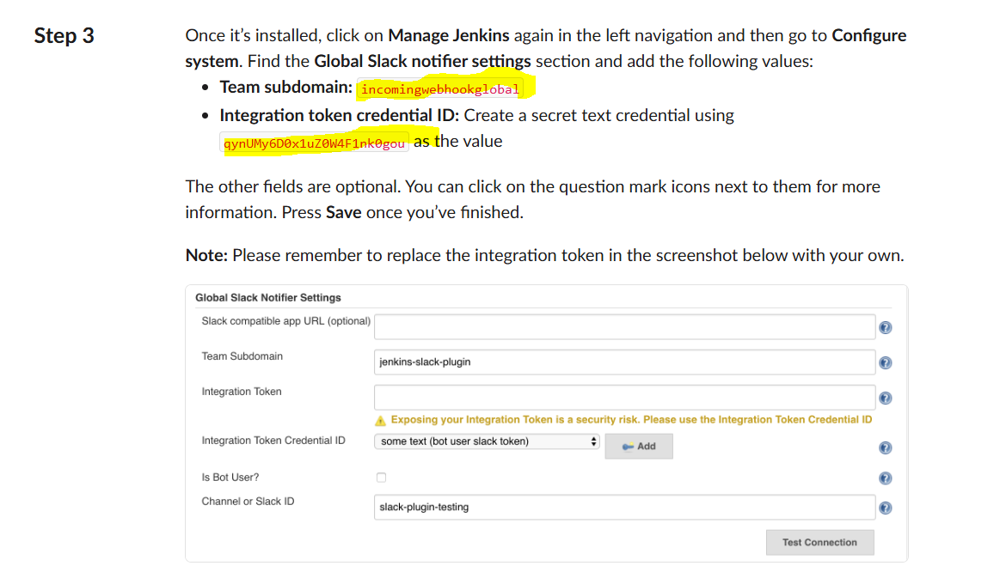 Step 3
Once it’s installed, click on Manage Jenkins again in the left navigation and then go to Configure
system. Find the Global Slack notifier settings section and add the following values:
• Team subdomain: incomingwebhookglobal
• Integration token credential ID: Create a secret text credential using
qynUMy6D0x1uZ0W4F1nk0gou as the value
The other fields are optional. You can click on the question mark icons next to them for more
information. Press Save once you’ve finished.
Note: Please remember to replace the integration token in the screenshot below with your own.
Global Slack Notifier Settings
Slack compatible app URL (optional)
Team Subdomain
jenkins-slack-plugin
Integration Token
Exposing your Integration Token is a security risk. Please use the Integration Token Credential ID
Integration Token Credential ID
some text (bot user slack token)
Add
Is Bot User?
Channel or Slack ID
slack-plugin-testing
Test Connection